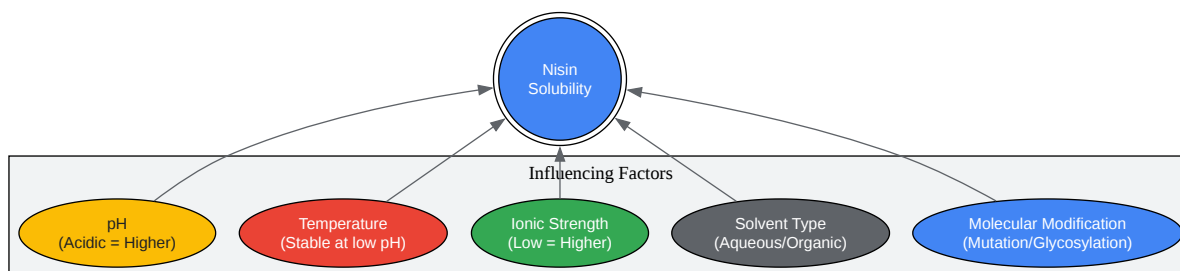 Nisin
Solubility
Influencing Factors
pH
(Acidic = Higher)
Temperature
(Stable at low pH)
Ionic Strength
(Low = Higher)
Solvent Type
(Aqueous/Organic)
Molecular Modification
(Mutation/Glycosylation)